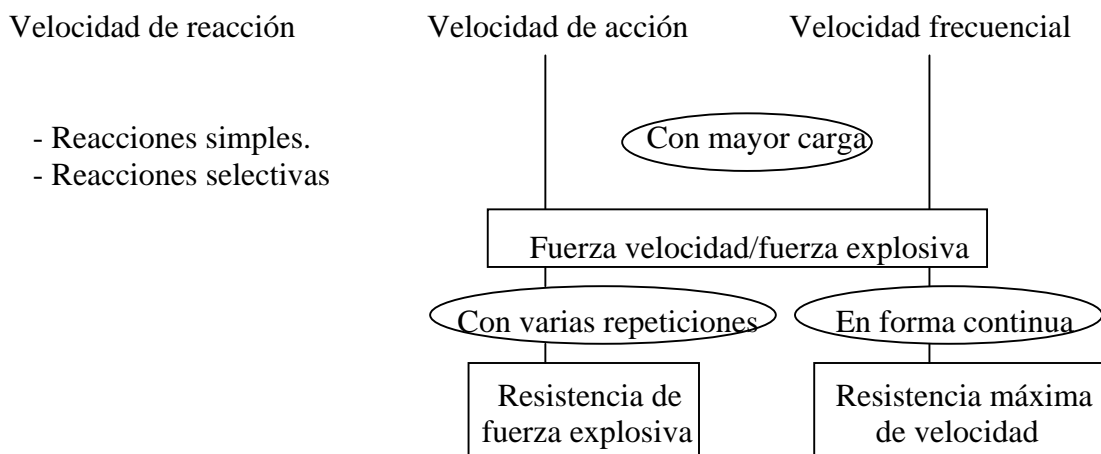 Velocidad de reacción
Velocidad de acción
Velocidad frecuencial
- Reacciones simples.
- Reacciones selectivas
Con mayor carga
Fuerza velocidad/fuerza explosiva
Con varias repeticiones
En forma continua
Resistencia de
fuerza explosiva
Resistencia máxima
de velocidad